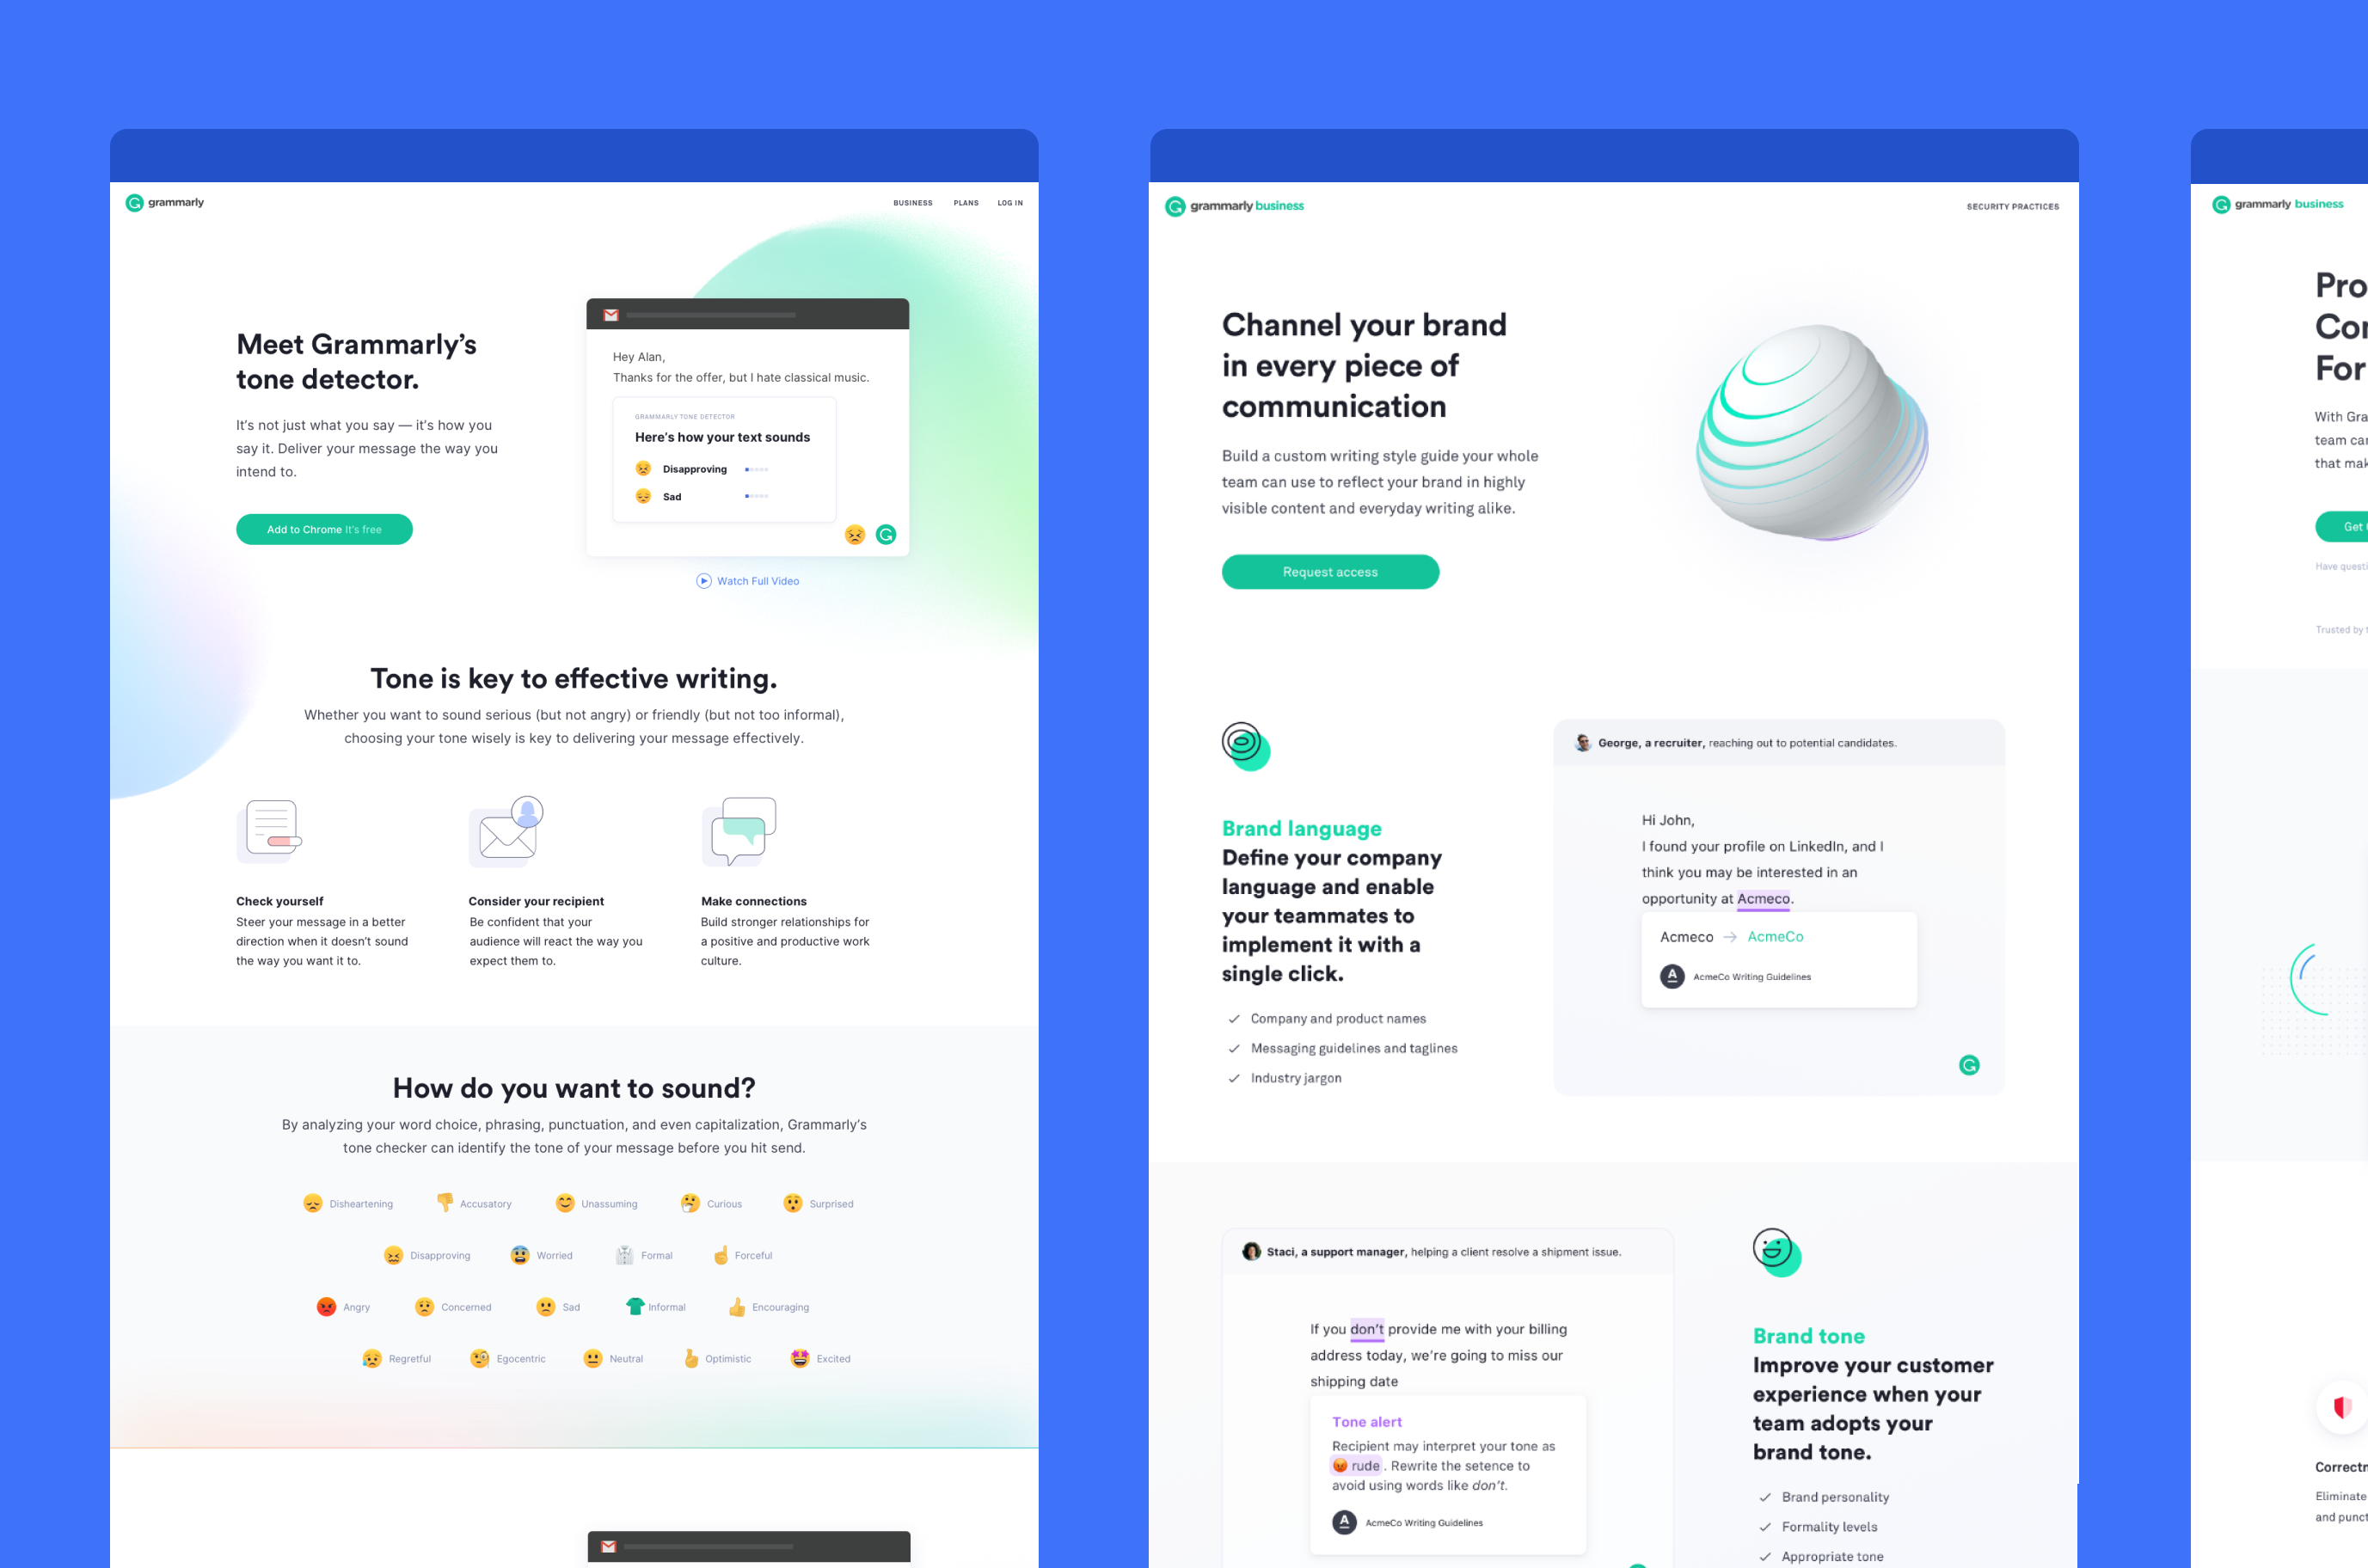 grammarly
BUSINESS PLANS LOG IN
Meet Grammarly’s
tone detector.
It’s not just what you say — it’s how you
say it. Deliver your message the way you
intend to.
Add to Chrome It’s free
Hey Alan,
Thanks for the offer, but I hate classical music.
GRAMMARLY TONE DETECTOR
Here’s how your text sounds
Disapproving
Sad
Watch Full Video
Tone is key to effective writing.
Whether you want to sound serious (but not angry) or friendly (but not too informal),
choosing your tone wisely is key to delivering your message effectively.
Check yourself
Steer your message in a better
direction when it doesn’t sound
the way you want it to.
Consider your recipient
Be confident that your
audience will react the way you
expect them to.
Make connections
Build stronger relationships for
a positive and productive work
culture.
How do you want to sound?
By analyzing your word choice, phrasing, punctuation, and even capitalization, Grammarly’s
tone checker can identify the tone of your message before you hit send.
Disheartening Accusatory Unassuming Curious Surprised
Disapproving Worried Formal Forceful
Angry Concerned Sad Informal Encouraging
Regretful Egocentric Neutral Optimistic Excited
grammarly business
SECURITY PRACTICES
Channel your brand
in every piece of
communication
Build a custom writing style guide your whole
team can use to reflect your brand in highly
visible content and everyday writing alike.
Request access
Brand language
Define your company
language and enable
your teammates to
implement it with a
single click.
Company and product names
Messaging guidelines and taglines
Industry jargon
George, a recruiter, reaching out to potential candidates.
Hi John,
I found your profile on LinkedIn, and I
think you may be interested in an
opportunity at Acmeco.
Acmeco → AcmeCo
A AcmeCo Writing Guidelines
Staci, a support manager, helping a client resolve a shipment issue.
If you don’t provide me with your billing
address today, we’re going to miss our
shipping date
Tone alert
Recipient may interpret your tone as
rude . Rewrite the setence to
avoid using words like don’t.
A AcmeCo Writing Guidelines
Brand tone
Improve your customer
experience when your
team adopts your
brand tone.
Brand personality
Formality levels
Appropriate tone
grammarly business
Pro
Con
For
With Gra
team can
that mak
Get
Have questi
Trusted by t
Correctn
Eliminate
and punct